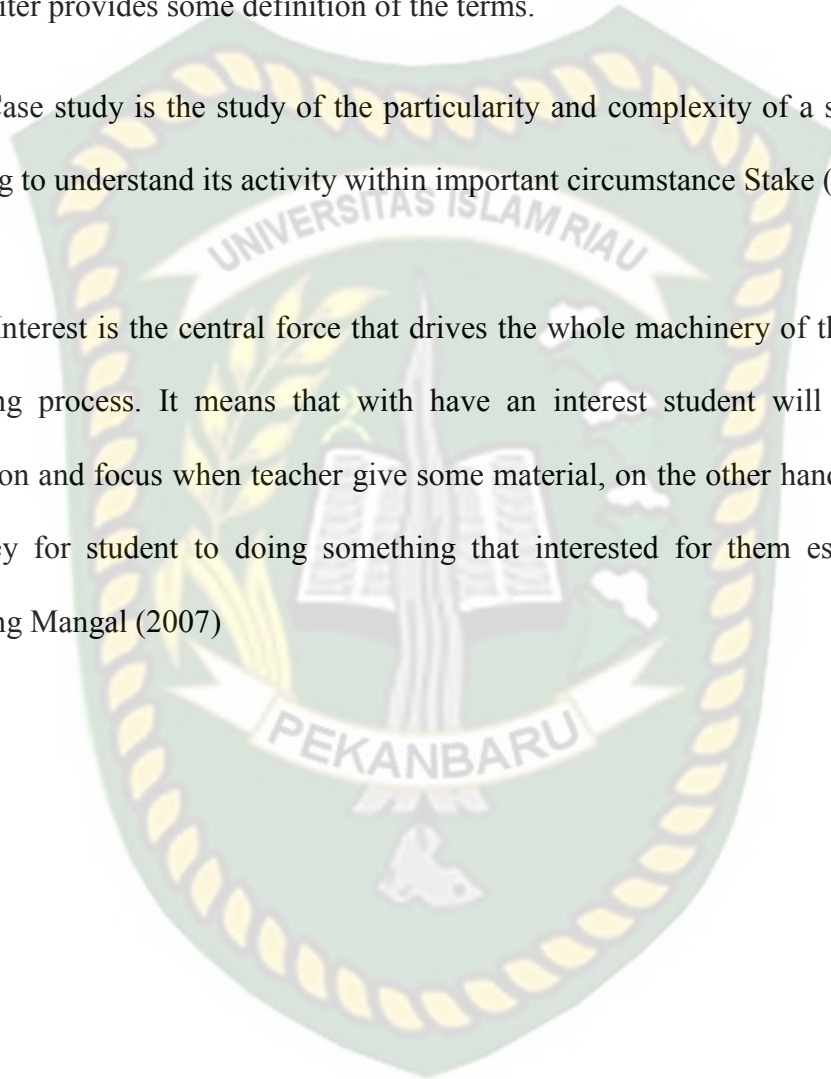 iter provides some definition of the terms.
Case study is the study of the particularity and complexity of a s
g to understand its activity within important circumstance Stake (
UNIVERSITAS ISLAM RIAU
Interest is the central force that drives the whole machinery of th
ng process. It means that with have an interest student will
on and focus when teacher give some material, on the other hand
ey for student to doing something that interested for them es
ng Mangal (2007)
PEKANBARU